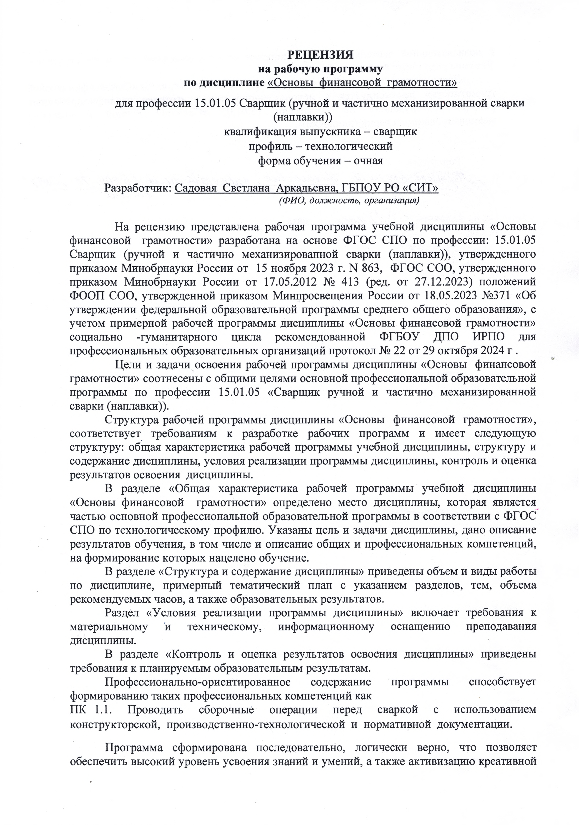 РЕЦЕНЗИЯ
на рабочую программу
по дисциплине «Основы финансовой грамотности»
для профессии 15.01.05 Сварщик (ручной и частично механизированной сварки
(наплавки))
квалификация выпускника – сварщик
профиль – технологический
форма обучения – очная
Разработчик: Садовая Светлана Аркадьевна, ГБПОУ РО «СИТ»
(ФИО, должность, организация)
На рецензию представлена рабочая программа учебной дисциплины «Основы
финансовой грамотности» разработана на основе ФГОС СПО по профессии: 15.01.05
Сварщик (ручной и частично механизированной сварки (наплавки)), утвержденного
приказом Минобрнауки России от 15 ноября 2023 г. N 863, ФГОС СОО, утвержденного
приказом Минобрнауки России от 17.05.2012 № 413 (ред. от 27.12.2023) положений
ФООП СОО, утвержденной приказом Минпросвещения России от 18.05.2023 №371 «Об
утверждении федеральной образовательной программы среднего общего образования», с
учетом примерной рабочей программы дисциплины «Основы финансовой грамотности»
социально -гуманитарного цикла рекомендованной ФГБОУ ДПО ИРПО для
профессиональных образовательных организаций протокол № 22 от 29 октября 2024 г .
Цели и задачи освоения рабочей программы дисциплины «Основы финансовой
грамотности» соотнесены с общими целями основной профессиональной образовательной
программы по профессии 15.01.05 «Сварщик ручной и частично механизированной
сварки (наплавки)).
Структура рабочей программы дисциплины «Основы финансовой грамотности»,
соответствует требованиям к разработке рабочих программ и имеет следующую
структуру: общая характеристика рабочей программы учебной дисциплины, структуру и
содержание дисциплины, условия реализации программы дисциплины, контроль и оценка
результатов освоения дисциплины.
В разделе «Общая характеристика рабочей программы учебной дисциплины
«Основы финансовой грамотности» определено место дисциплины, которая является
частью основной профессиональной образовательной программы в соответствии с ФГОС
СПО по технологическому профилю. Указаны цель и задачи дисциплины, дано описание
результатов обучения, в том числе и описание общих и профессиональных компетенций,
на формирование которых нацелено обучение.
В разделе «Структура и содержание дисциплины» приведены объем и виды работы
по дисциплине, примерный тематический план с указанием разделов, тем, объема
рекомендуемых часов, а также образовательных результатов.
Раздел «Условия реализации программы дисциплины» включает требования к
материальному и техническому, информационному оснащению преподавания
дисциплины.
В разделе «Контроль и оценка результатов освоения дисциплины» приведены
требования к планируемым образовательным результатам.
Профессионально-ориентированное содержание программы способствует
формированию таких профессиональных компетенций как
ПК 1.1. Проводить сборочные операции перед сваркой с использованием
конструкторской, производственно-технологической и нормативной документации.
Программа сформирована последовательно, логически верно, что позволяет
обеспечить высокий уровень усвоения знаний и умений, а также активизацию креативной